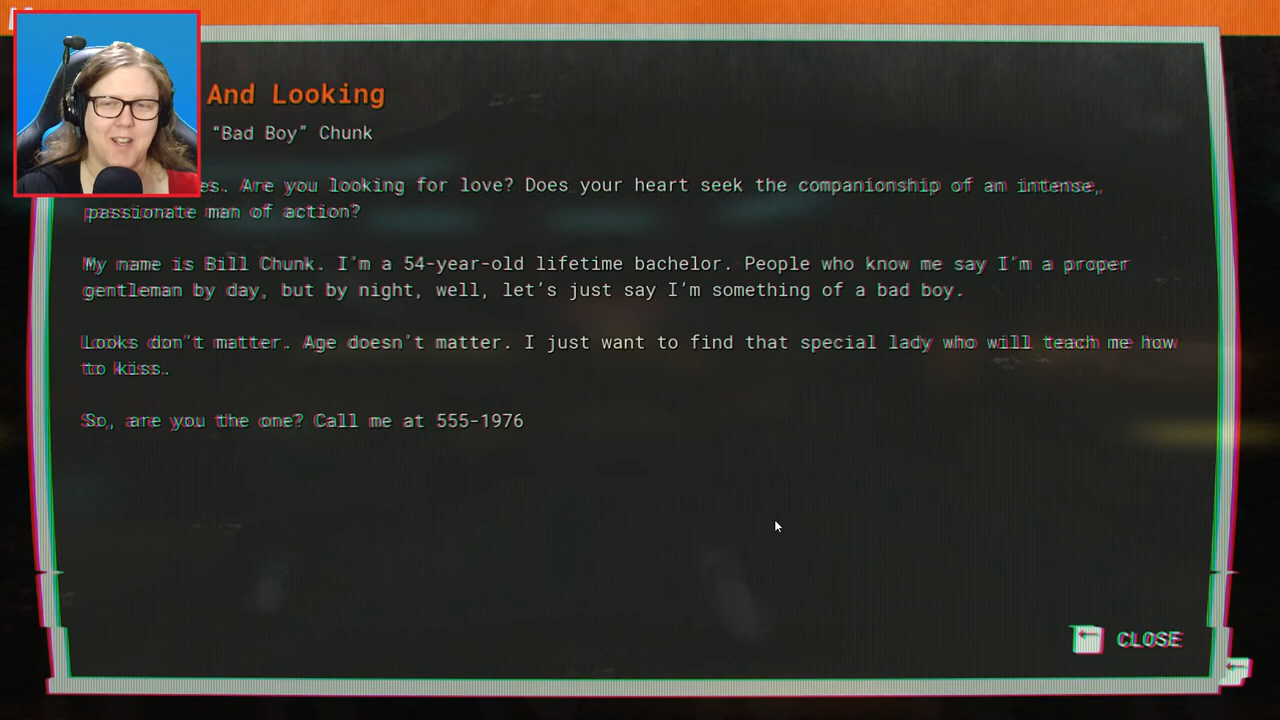 And Looking
“Bad Boy” Chunk
es. Are you looking for love? Does your heart seek the companionship of an intense,
passionate man of action?
My name is Bill Chunk. I'm a 54-year-old lifetime bachelor. People who know me say I'm a proper
gentleman by day, but by night, well, let's just say I'm something of a bad boy.
Looks don't matter. Age doesn't matter. I just want to find that special lady who will teach me how
to kiss.
So, are you the one? Call me at 555-1976
CLOSE